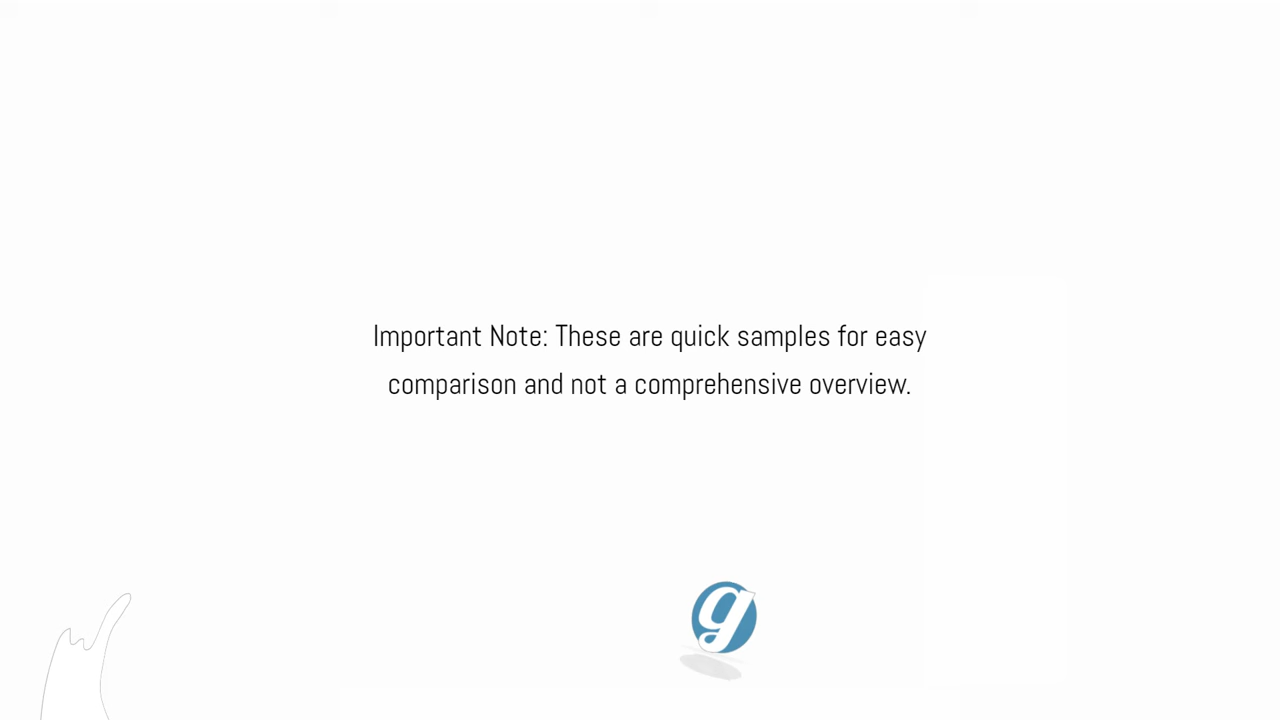 Important Note: These are quick samples for easy
comparison and not a comprehensive overview.
g